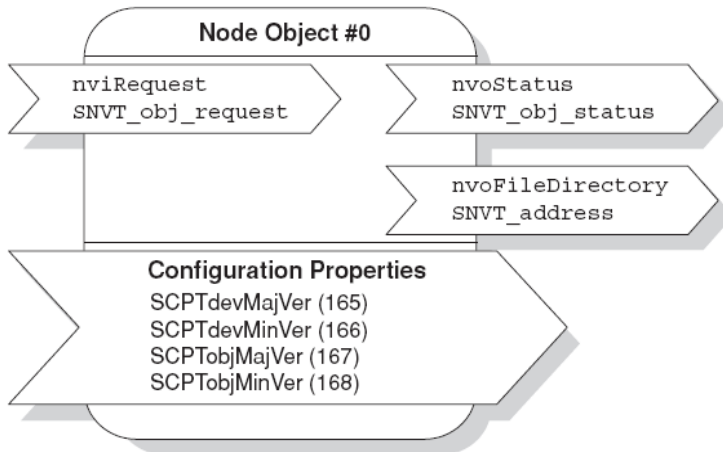 Node Object #0
nviRequest
SNVT_obj_request
nvoStatus
SNVT_obj_status
nvoFileDirectory
SNVT_address
Configuration Properties
SCPTdevMajVer (165)
SCPTdevMinVer (166)
SCPTobjMajVer (167)
SCPTobjMinVer (168)